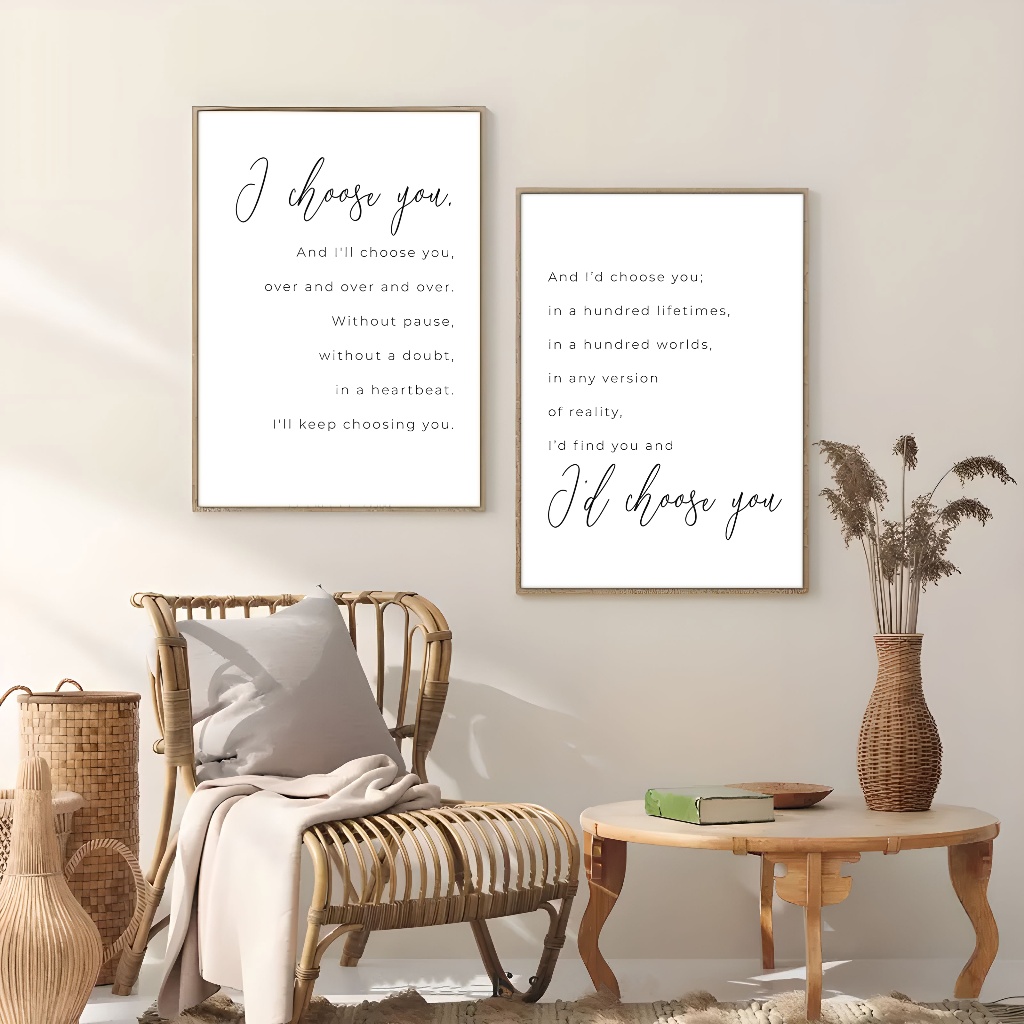 I choose you.
And I'll choose you,
over and over and over.
Without pause,
without a doubt,
in a heartbeat.
I'll keep choosing you.
And I'd choose you;
in a hundred lifetimes,
in a hundred worlds,
in any version
of reality,
I'd find you and
I'd choose you